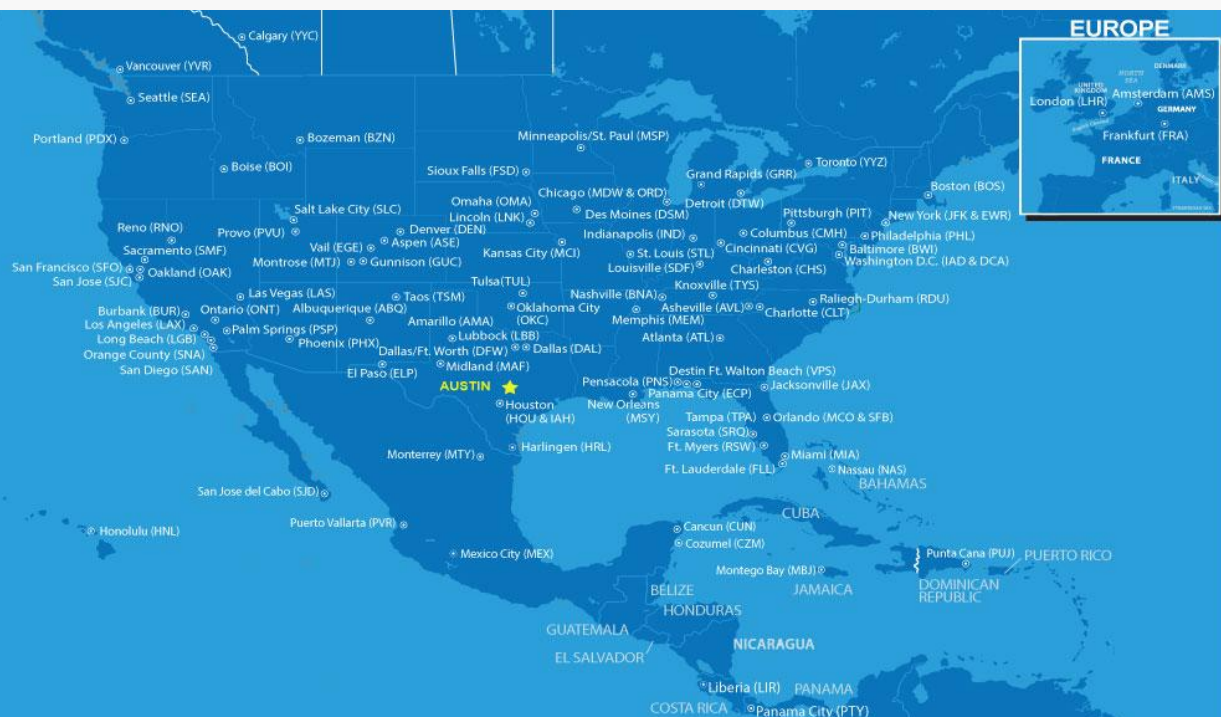 EUROPE
Calgary (YYC)
Vancouver (YVR)
Seattle (SEA)
Portland (PDX)
Bozeman (BZN)
Boise (BOI)
Minneapolis/St. Paul (MSP)
Sioux Falls (FSD)
Toronto (YYZ)
Grand Rapids (GRR)
Boston (BOS)
Chicago (MDW & ORD)
Detroit (DTW)
Omaha (OMA)
Lincoln (LNK)
Des Moines (DSM)
Pittsburgh (PIT)
New York (JFK & EWR)
Salt Lake City (SLC)
Reno (RNO)
Provo (PVU)
Denver (DEN)
Aspen (ASE)
Vail (EGE)
Indianapolis (IND)
Columbus (CMH)
Philadelphia (PHL)
Sacramento (SMF)
Kansas City (MCI)
St. Louis (STL)
Cincinnati (CVG)
Baltimore (BWI)
Washington D.C. (IAD & DCA)
San Francisco (SFO)
Oakland (OAK)
San Jose (SJC)
Montrose (MTJ)
Gunnison (GUC)
Louisville (SDF)
Charleston (CHS)
Tulsa(TUL)
Knoxville (TYS)
Las Vegas (LAS)
Taos (TSM)
Nashville (BNA)
Raliegh-Durham (RDU)
Burbank (BUR)
Ontario (ONT)
Albuquerque (ABQ)
Oklahoma City
(OKC)
Asheville (AVL)
Charlotte (CLT)
Los Angeles (LAX)
Palm Springs (PSP)
Amarillo (AMA)
Memphis (MEM)
Long Beach (LGB)
Phoenix (PHX)
Lubbock (LBB)
Atlanta (ATL)
Orange County (SNA)
Dallas/Ft. Worth (DFW)
Dallas (DAL)
San Diego (SAN)
El Paso (ELP)
Midland (MAF)
Destin Ft. Walton Beach (VPS)
AUSTIN
Pensacola (PNS)
Jacksonville (JAX)
Panama City (ECP)
Houston
(HOU & IAH)
New Orleans
(MSY)
Tampa (TPA)
Orlando (MCO & SFB)
Sarasota (SRQ)
Harlingen (HRL)
Ft. Myers (RSW)
Monterrey (MTY)
Miami (MIA)
Ft. Lauderdale (FLL)
Nassau (NAS)
BAHAMAS
San Jose del Cabo (SJD)
CUBA
Honolulu (HNL)
Puerto Vallarta (PVR)
Cancun (CUN)
Cozumel (CZM)
Mexico City (MEX)
Punta Cana (PUJ)
PUERTO RICO
Montego Bay (MBJ)
JAMAICA
DOMINICAN
REPUBLIC
BELIZE
HONDURAS
GUATEMALA
EL SALVADOR
NICARAGUA
Liberia (LIR)
PANAMA
COSTA RICA
Panama City (PTY)
DENMARK
NORTH
SEA
UNITED
KINGDOM
Amsterdam (AMS)
London (LHR)
GERMANY
Frankfurt (FRA)
FRANCE
ITALY